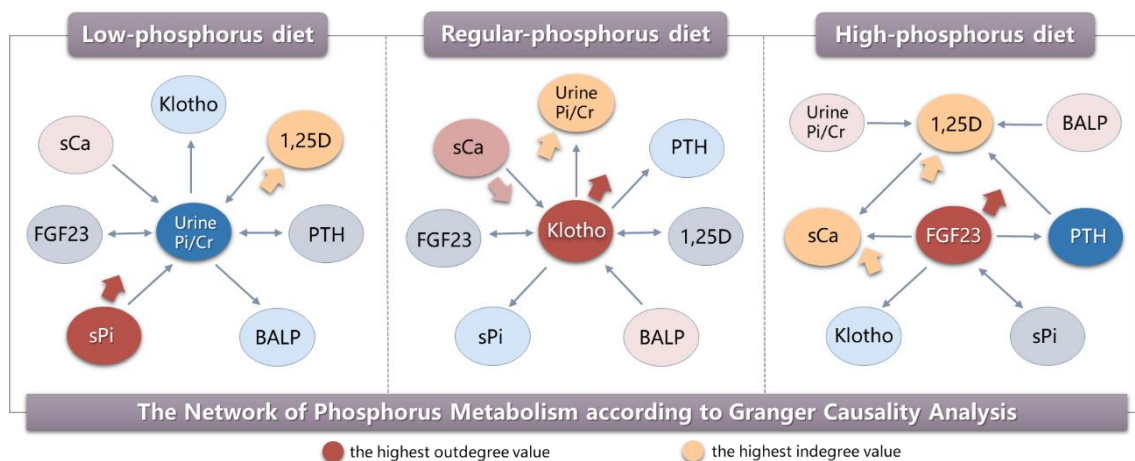 Low-phosphorus diet
Klotho
sCa
1,25D
FGF23
Urine
Pi/Cr
PTH
sPi
BALP
Regular-phosphorus diet
Urine
Pi/Cr
sCa
PTH
FGF23
Klotho
1,25D
sPi
BALP
High-phosphorus diet
Urine
Pi/Cr
1,25D
BALP
sCa
FGF23
PTH
Klotho
sPi
The Network of Phosphorus Metabolism according to Granger Causality Analysis
the highest outdegree value
the highest indegree value